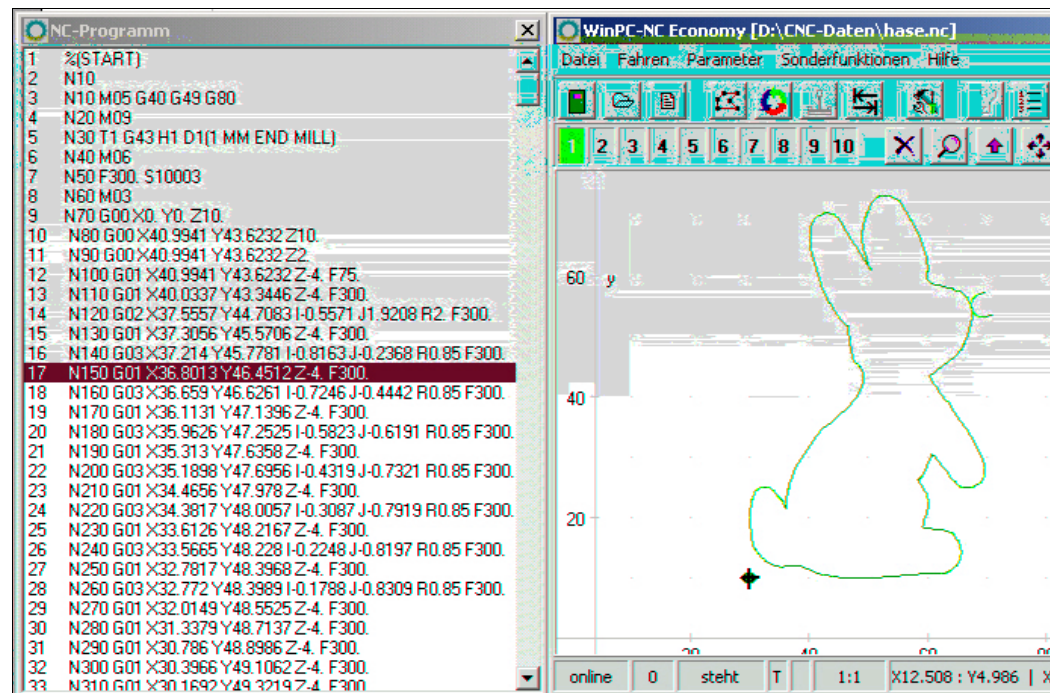 NC-Programm
1 %(START)
2 N10
3 N10 M05 G40 G49 G80
4 N20 M09
5 N30 T1 G43 H1 D1(1 MM END MILL)
6 N40 M06
7 N50 F300. S10003
8 N60 M03
9 N70 G00 X0. Y0. Z10.
10 N80 G00 X40.9941 Y43.6232 Z10.
11 N90 G00 X40.9941 Y43.6232 Z2.
12 N100 G01 X40.9941 Y43.6232 Z-4. F75.
13 N110 G01 X40.0337 Y43.3446 Z-4. F300.
14 N120 G02 X37.5557 Y44.7083 I-0.5571 J1.9208 R2. F300.
15 N130 G01 X37.3056 Y45.5706 Z-4. F300.
16 N140 G03 X37.214 Y45.7781 I-0.8163 J-0.2368 R0.85 F300.
17 N150 G01 X36.8013 Y46.4512 Z-4. F300.
18 N160 G03 X36.659 Y46.6261 I-0.7246 J-0.4442 R0.85 F300.
19 N170 G01 X36.1131 Y47.1396 Z-4. F300.
20 N180 G03 X35.9626 Y47.2525 I-0.5823 J-0.6191 R0.85 F300.
21 N190 G01 X35.313 Y47.6358 Z-4. F300.
22 N200 G03 X35.1898 Y47.6956 I-0.4319 J-0.7321 R0.85 F300.
23 N210 G01 X34.4656 Y47.978 Z-4. F300.
24 N220 G03 X34.3817 Y48.0057 I-0.3087 J-0.7919 R0.85 F300.
25 N230 G01 X33.6126 Y48.2167 Z-4. F300.
26 N240 G03 X33.5665 Y48.228 I-0.2248 J-0.8197 R0.85 F300.
27 N250 G01 X32.7817 Y48.3968 Z-4. F300.
28 N260 G03 X32.772 Y48.3989 I-0.1788 J-0.8309 R0.85 F300.
29 N270 G01 X32.0149 Y48.5525 Z-4. F300.
30 N280 G01 X31.3379 Y48.7137 Z-4. F300.
31 N290 G01 X30.786 Y48.8986 Z-4. F300.
32 N300 G01 X30.3966 Y49.1062 Z-4. F300.
33 N310 G01 X30.1692 Y49.3219 Z-4. F300.
WinPC-NC Economy [D:\CNC-Daten\hase.nc]
Datei Fahren Parameter Sonderfunktionen Hilfe
1 2 3 4 5 6 7 8 9 10
60 y
40
20
20 40 60
online 0 steht T 1:1 X12.508 : Y4.986 | X